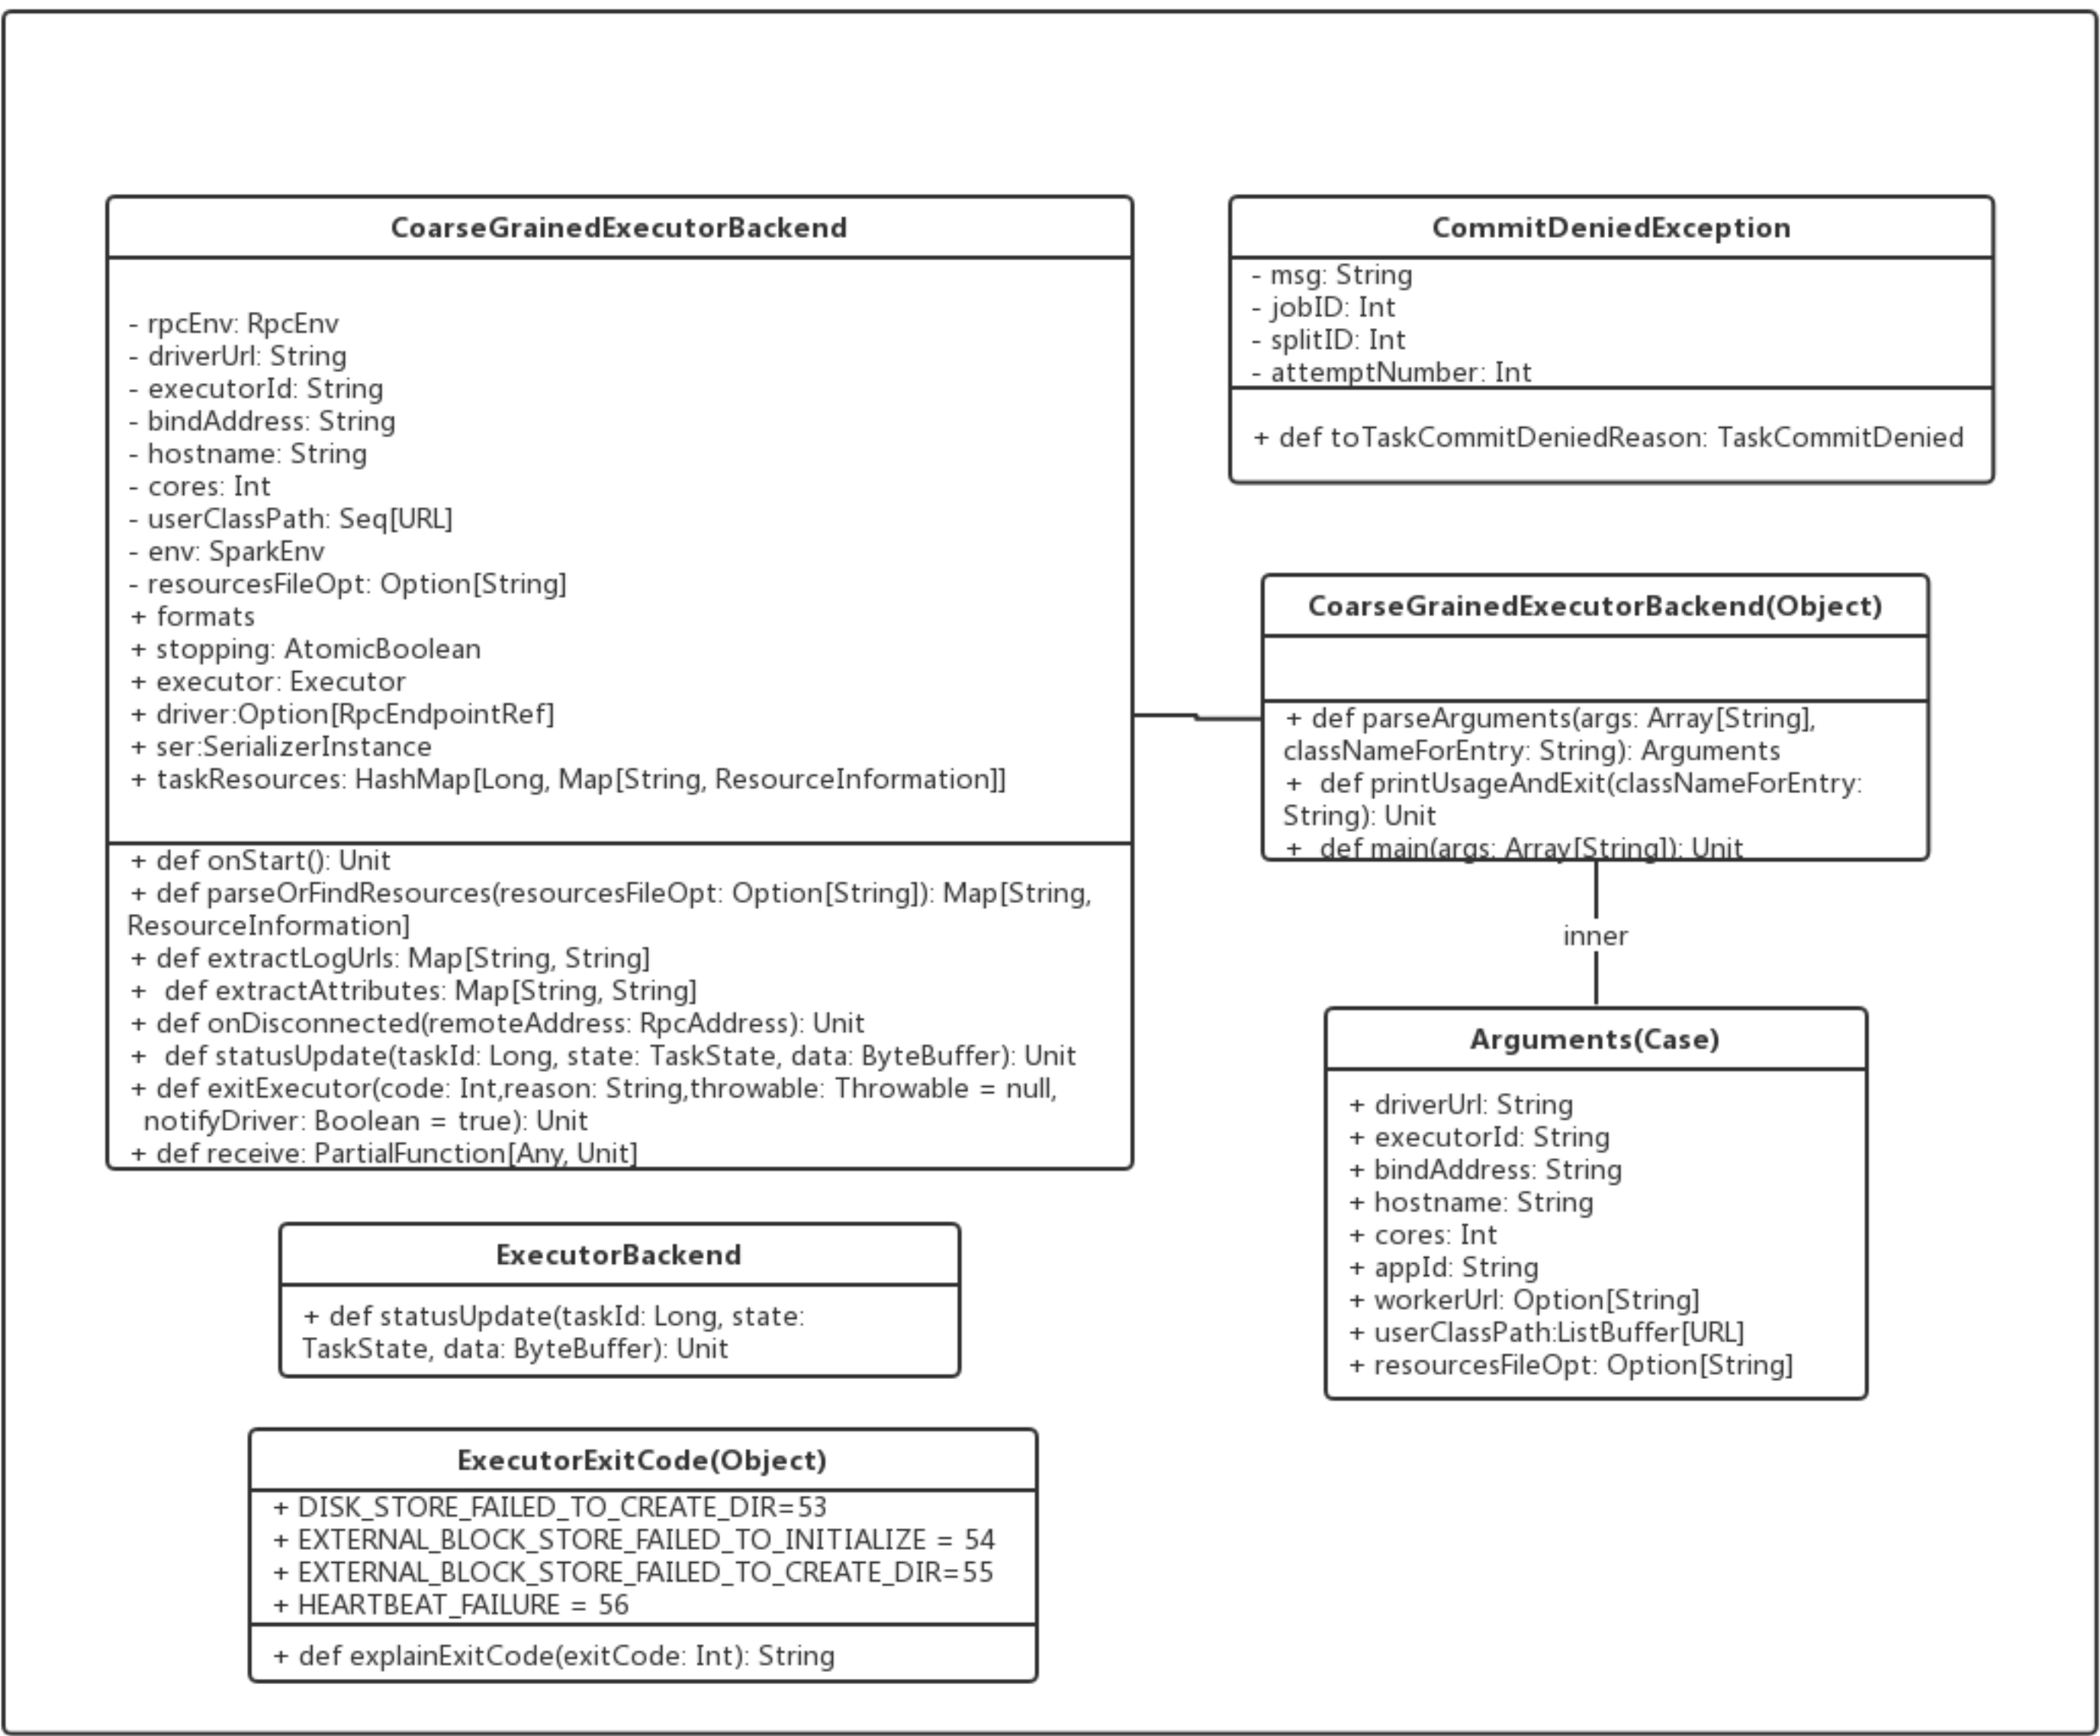 CoarseGrainedExecutorBackend
- rpcEnv: RpcEnv
- driverUrl: String
- executorId: String
- bindAddress: String
- hostname: String
- cores: Int
- userClassPath: Seq[URL]
- env: SparkEnv
- resourcesFileOpt: Option[String]
+ formats
+ stopping: AtomicBoolean
+ executor: Executor
+ driver:Option[RpcEndpointRef]
+ ser:SerializerInstance
+ taskResources: HashMap[Long, Map[String, ResourceInformation]]
+ def onStart(): Unit
+ def parseOrFindResources(resourcesFileOpt: Option[String]): Map[String,
ResourceInformation]
+ def extractLogUrls: Map[String, String]
+  def extractAttributes: Map[String, String]
+ def onDisconnected(remoteAddress: RpcAddress): Unit
+  def statusUpdate(taskId: Long, state: TaskState, data: ByteBuffer): Unit
+ def exitExecutor(code: Int,reason: String,throwable: Throwable = null,
notifyDriver: Boolean = true): Unit
+ def receive: PartialFunction[Any, Unit]
CommitDeniedException
- msg: String
- jobID: Int
- splitID: Int
- attemptNumber: Int
+ def toTaskCommitDeniedReason: TaskCommitDenied
CoarseGrainedExecutorBackend(Object)
+ def parseArguments(args: Array[String],
classNameForEntry: String): Arguments
+  def printUsageAndExit(classNameForEntry:
String): Unit
+  def main(args: Array[String]): Unit
inner
Arguments(Case)
+ driverUrl: String
+ executorId: String
+ bindAddress: String
+ hostname: String
+ cores: Int
+ appId: String
+ workerUrl: Option[String]
+ userClassPath:ListBuffer[URL]
+ resourcesFileOpt: Option[String]
ExecutorBackend
+ def statusUpdate(taskId: Long, state:
TaskState, data: ByteBuffer): Unit
ExecutorExitCode(Object)
+ DISK_STORE_FAILED_TO_CREATE_DIR=53
+ EXTERNAL_BLOCK_STORE_FAILED_TO_INITIALIZE = 54
+ EXTERNAL_BLOCK_STORE_FAILED_TO_CREATE_DIR=55
+ HEARTBEAT_FAILURE = 56
+ def explainExitCode(exitCode: Int): String